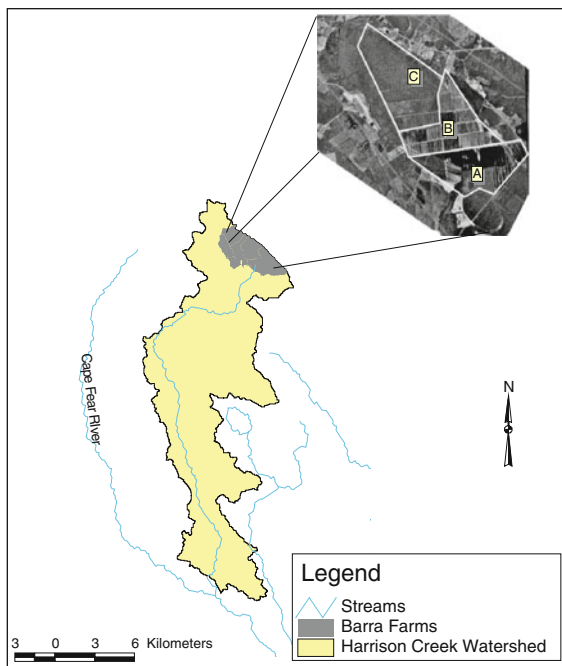 C
B
A
Cape Fear River
N
Legend
Streams
Barra Farms
Harrison Creek Watershed
3 0 3 6 Kilometers